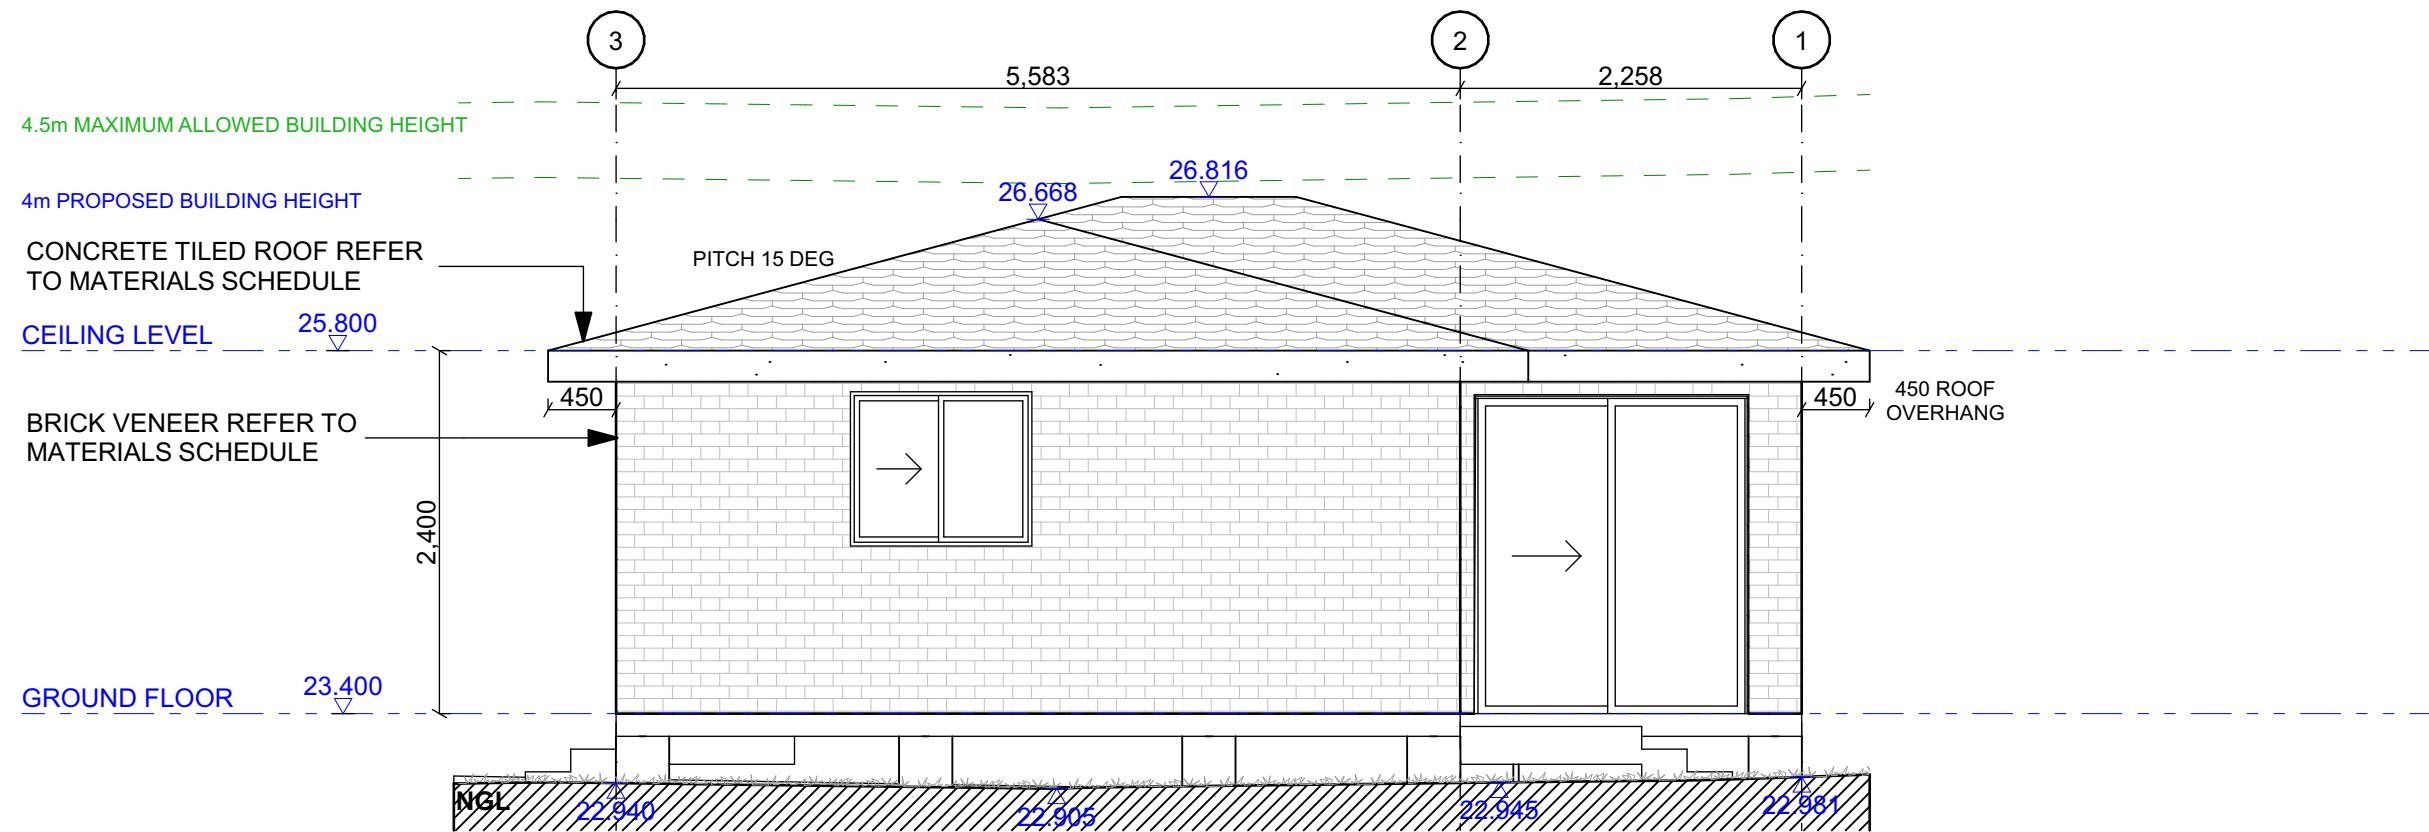 3
2
1
5,583
2,258
4.5m MAXIMUM ALLOWED BUILDING HEIGHT
26.816
26.668
4m PROPOSED BUILDING HEIGHT
CONCRETE TILED ROOF REFER
TO MATERIALS SCHEDULE
PITCH 15 DEG
CEILING LEVEL
25.800
450
450
450 ROOF
OVERHANG
BRICK VENEER REFER TO
MATERIALS SCHEDULE
2,400
GROUND FLOOR
23.400
NGL
22.940
22.905
22.945
22.981